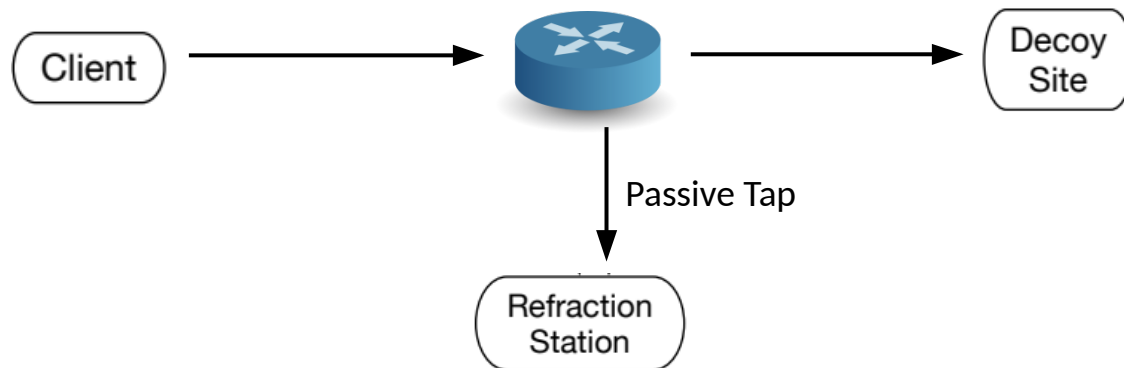 Client
Decoy
Site
Passive Tap
Refraction
Station